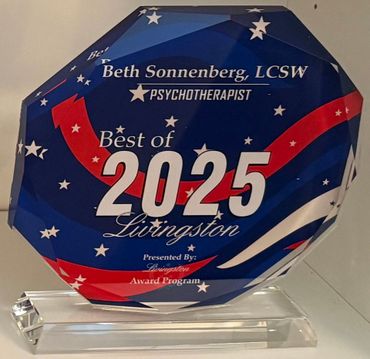 Beth Sonnenberg, LCSW
PSYCHOTHERAPIST
Best of
2025
Livingston
Presented By:
Livingston
Award Program